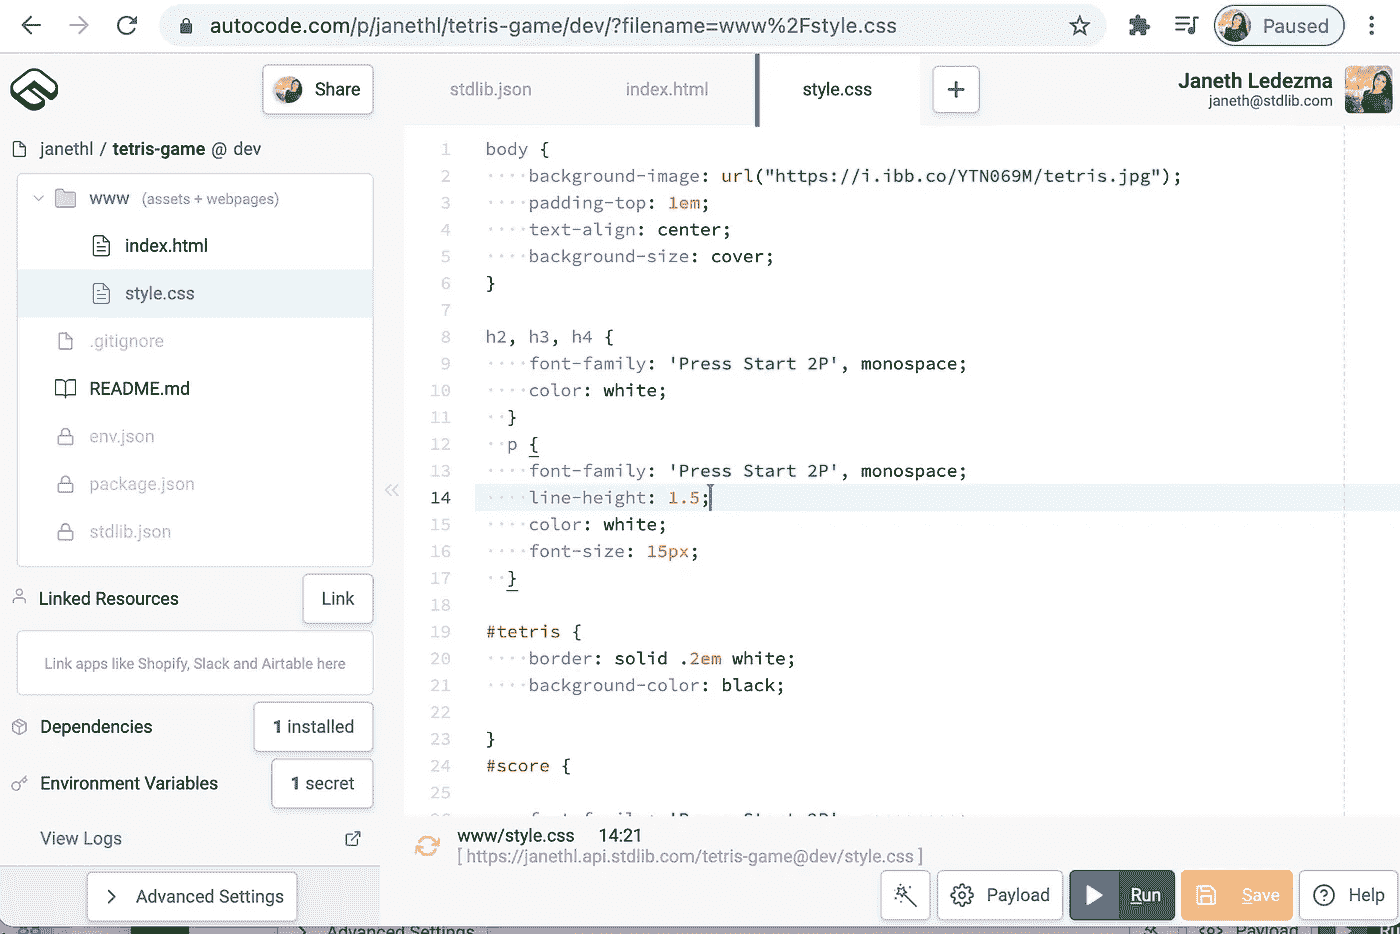 autocode.com/p/janethl/tetris-game/dev/?filename=www%2Fstyle.css
Paused
Share
stdlib.json
index.html
style.css
+
Janeth Ledezma
janeth@stdlib.com
janethl / tetris-game @ dev
www (assets + webpages)
index.html
style.css
.gitignore
README.md
env.json
package.json
stdlib.json
Linked Resources
Link
Link apps like Shopify, Slack and Airtable here
Dependencies
1 installed
Environment Variables
1 secret
View Logs
Advanced Settings
1 body {
2 ····background-image: url("https://i.ibb.co/YTN069M/tetris.jpg");
3 ····padding-top: 1em;
4 ····text-align: center;
5 ····background-size: cover;
6 }
7
8 h2, h3, h4 {
9 ····font-family: 'Press Start 2P', monospace;
10 ····color: white;
11 ··}
12 ··p {
13 ····font-family: 'Press Start 2P', monospace;
14 ····line-height: 1.5;
15 ····color: white;
16 ····font-size: 15px;
17 ··}
18
19 #tetris {
20 ····border: solid .2em white;
21 ····background-color: black;
22
23 }
24 #score {
25
www/style.css 14:21
[ https://janethl.api.stdlib.com/tetris-game@dev/style.css ]
Payload
Run
Save
Help
Advanced Settings
Payload